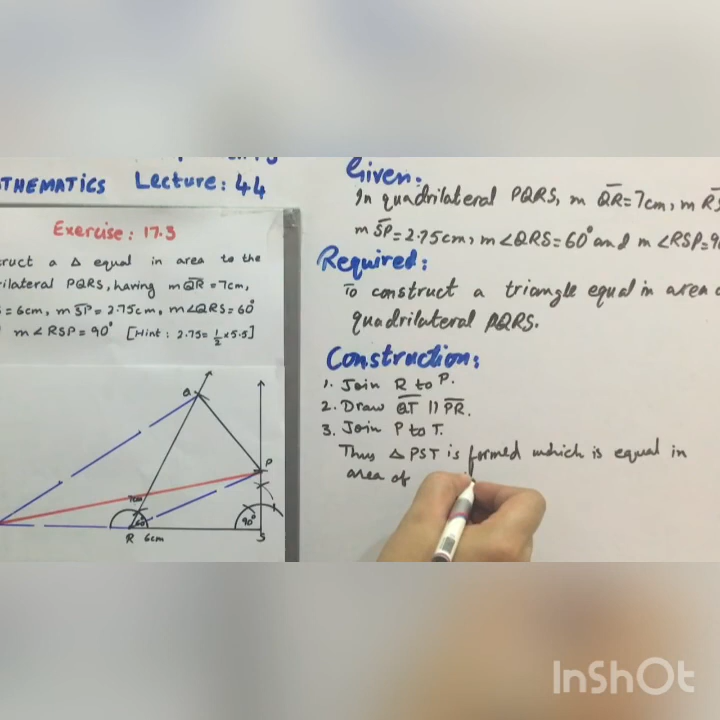 THEMATICS Lecture: 44
Exercise: 17.3
ruct a Δ equal in area to the
rilateral PQRS, having m QR = 7cm,
S = 6cm, m SP = 2.75cm, m∠QRS = 60°
m∠RSP = 90° [Hint: 2.75 = 1/2 × 5.5]
Q
P
7cm
60°
90°
R 6cm S
Given:
In quadrilateral PQRS, m QR = 7cm, m RS
m SP = 2.75cm, m∠QRS = 60° and m∠RSP = 9
Required:
To construct a triangle equal in area o
quadrilateral PQRS.
Construction:
1. Join R to P.
2. Draw QT || PR.
3. Join P to T.
Thus Δ PST is formed which is equal in
area of
InShOt